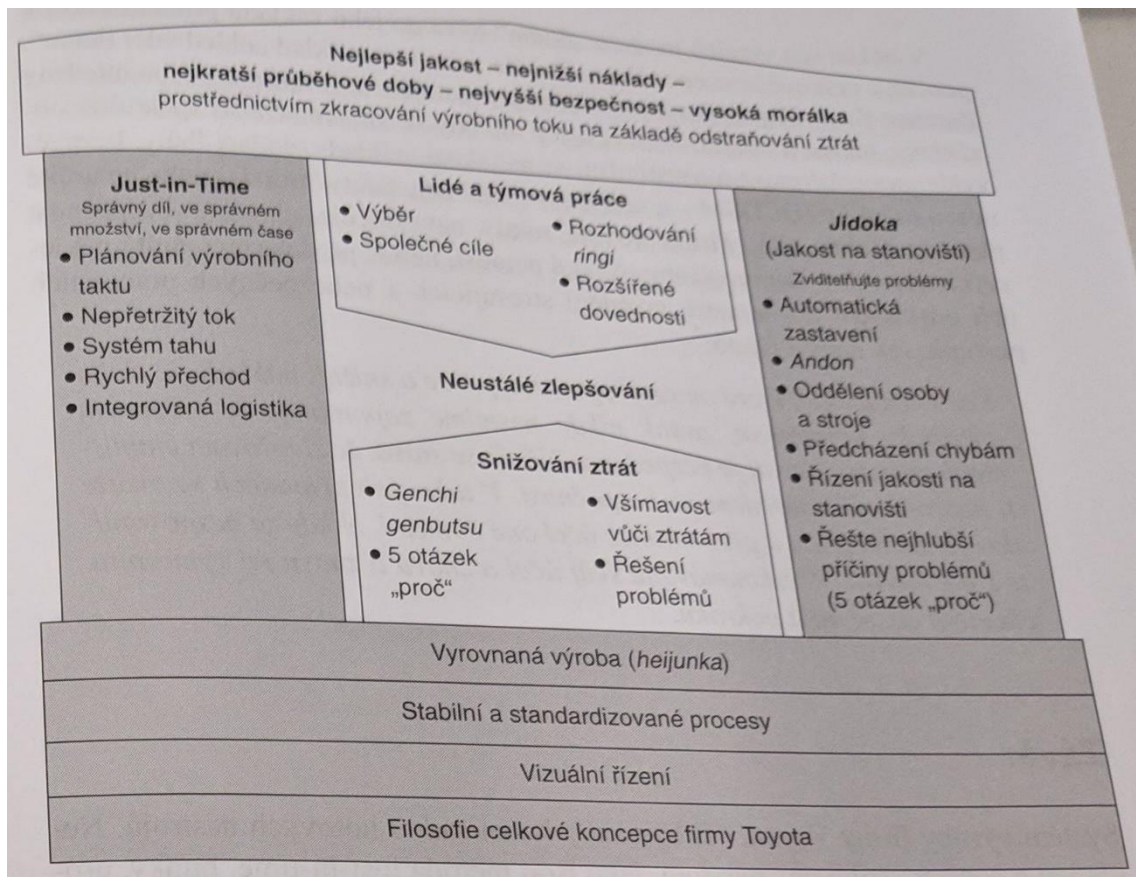 Nejlepší jakost – nejnižší náklady –
nejkratší průběhové doby – nejvyšší bezpečnost – vysoká morálka
prostřednictvím zkracování výrobního toku na základě odstraňování ztrát
Just-in-Time
Správný díl, ve správném
množství, ve správném čase
• Plánování výrobního
taktu
• Nepřetržitý tok
• Systém tahu
• Rychlý přechod
• Integrovaná logistika
Lidé a týmová práce
• Výběr
• Společné cíle
• Rozhodování
ringi
• Rozšířené
dovednosti
Neustálé zlepšování
Snižování ztrát
• Genchi
genbutsu
• 5 otázek
„proč“
• Všímavost
vůči ztrátám
• Řešení
problémů
Jidoka
(Jakost na stanovišti)
Zviditelňujte problémy
• Automatická
zastavení
• Andon
• Oddělení osoby
a stroje
• Předcházení chybám
• Řízení jakosti na
stanovišti
• Řešte nejhlubší
příčiny problémů
(5 otázek „proč“)
Vyrovnaná výroba (heijunka)
Stabilní a standardizované procesy
Vizuální řízení
Filosofie celkové koncepce firmy Toyota